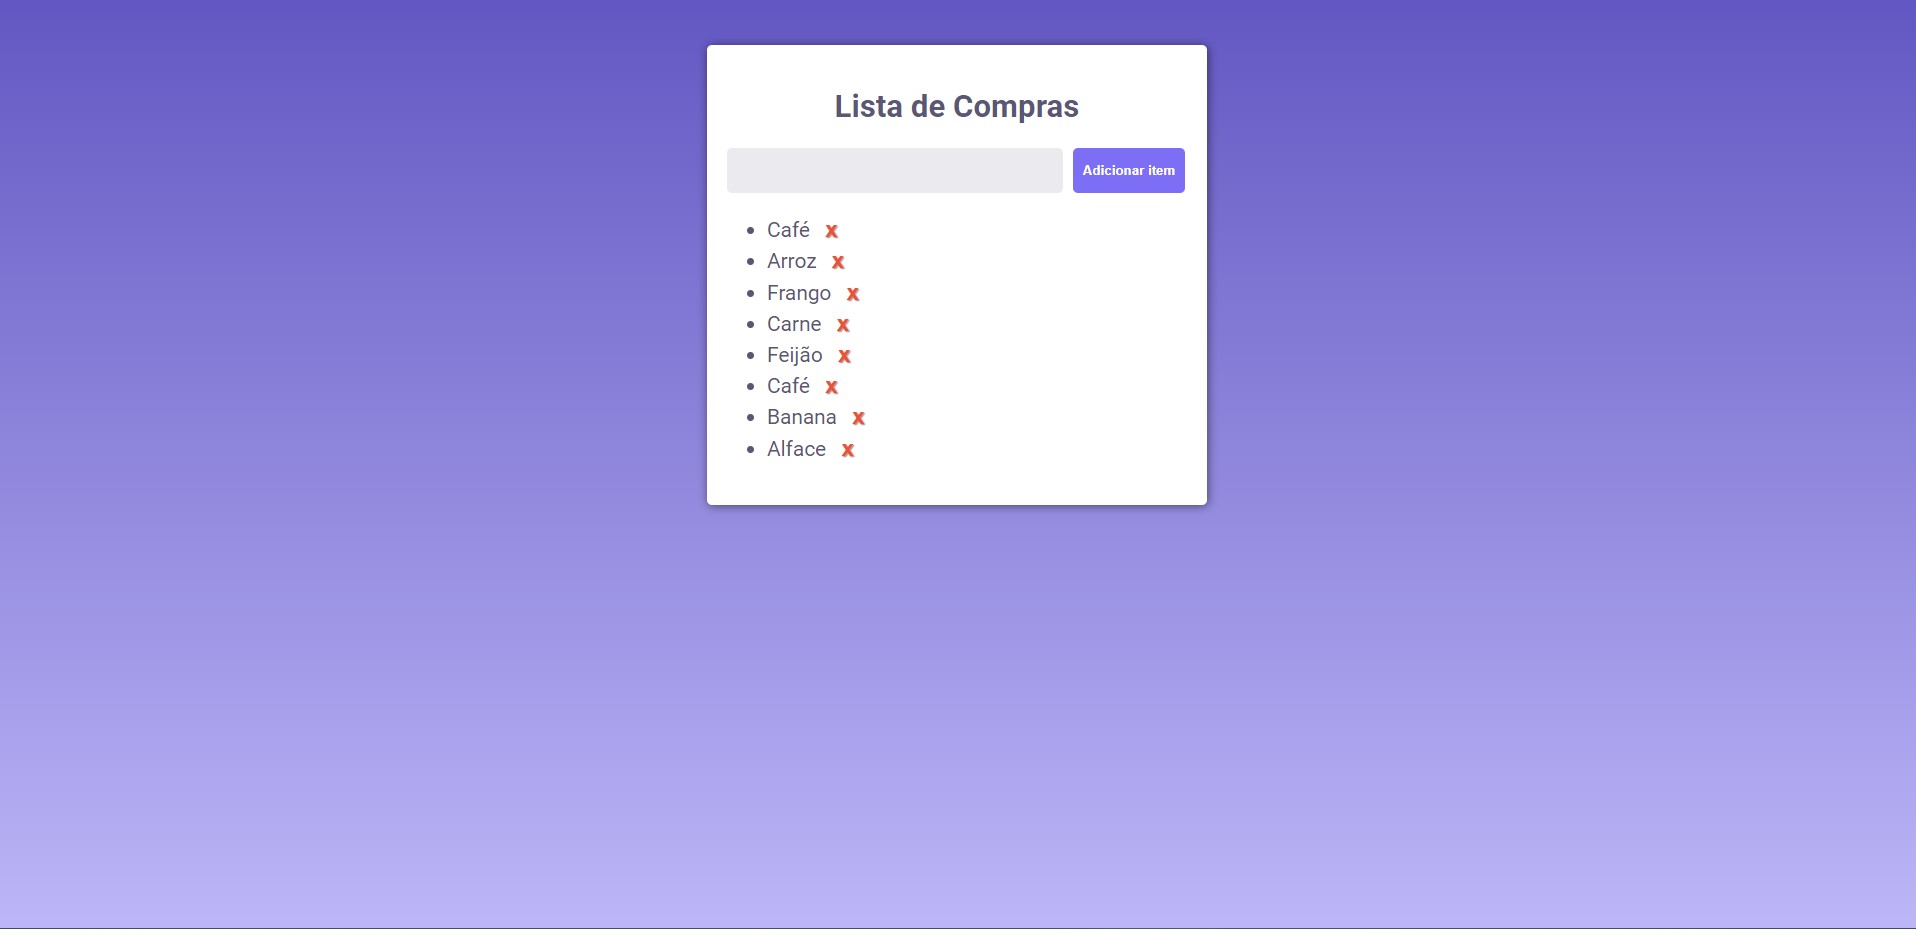 Lista de Compras
Adicionar item
Café x
Arroz x
Frango x
Carne x
Feijão x
Café x
Banana x
Alface x